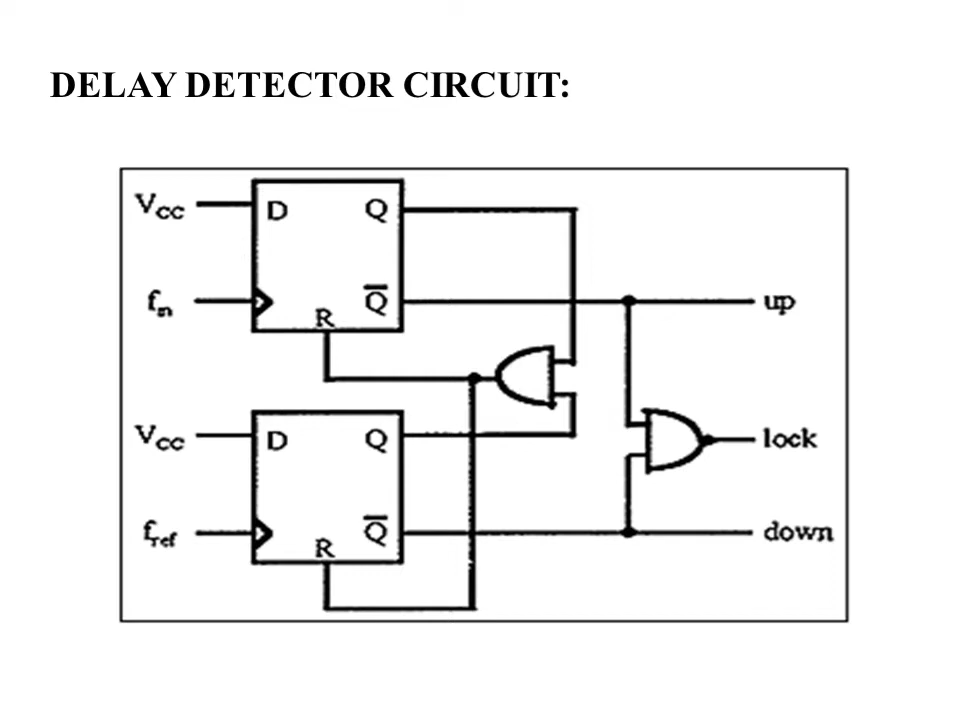 DELAY DETECTOR CIRCUIT:
VCC D Q
fin Q̅ up
R
VCC D Q lock
fref Q̅ down
R